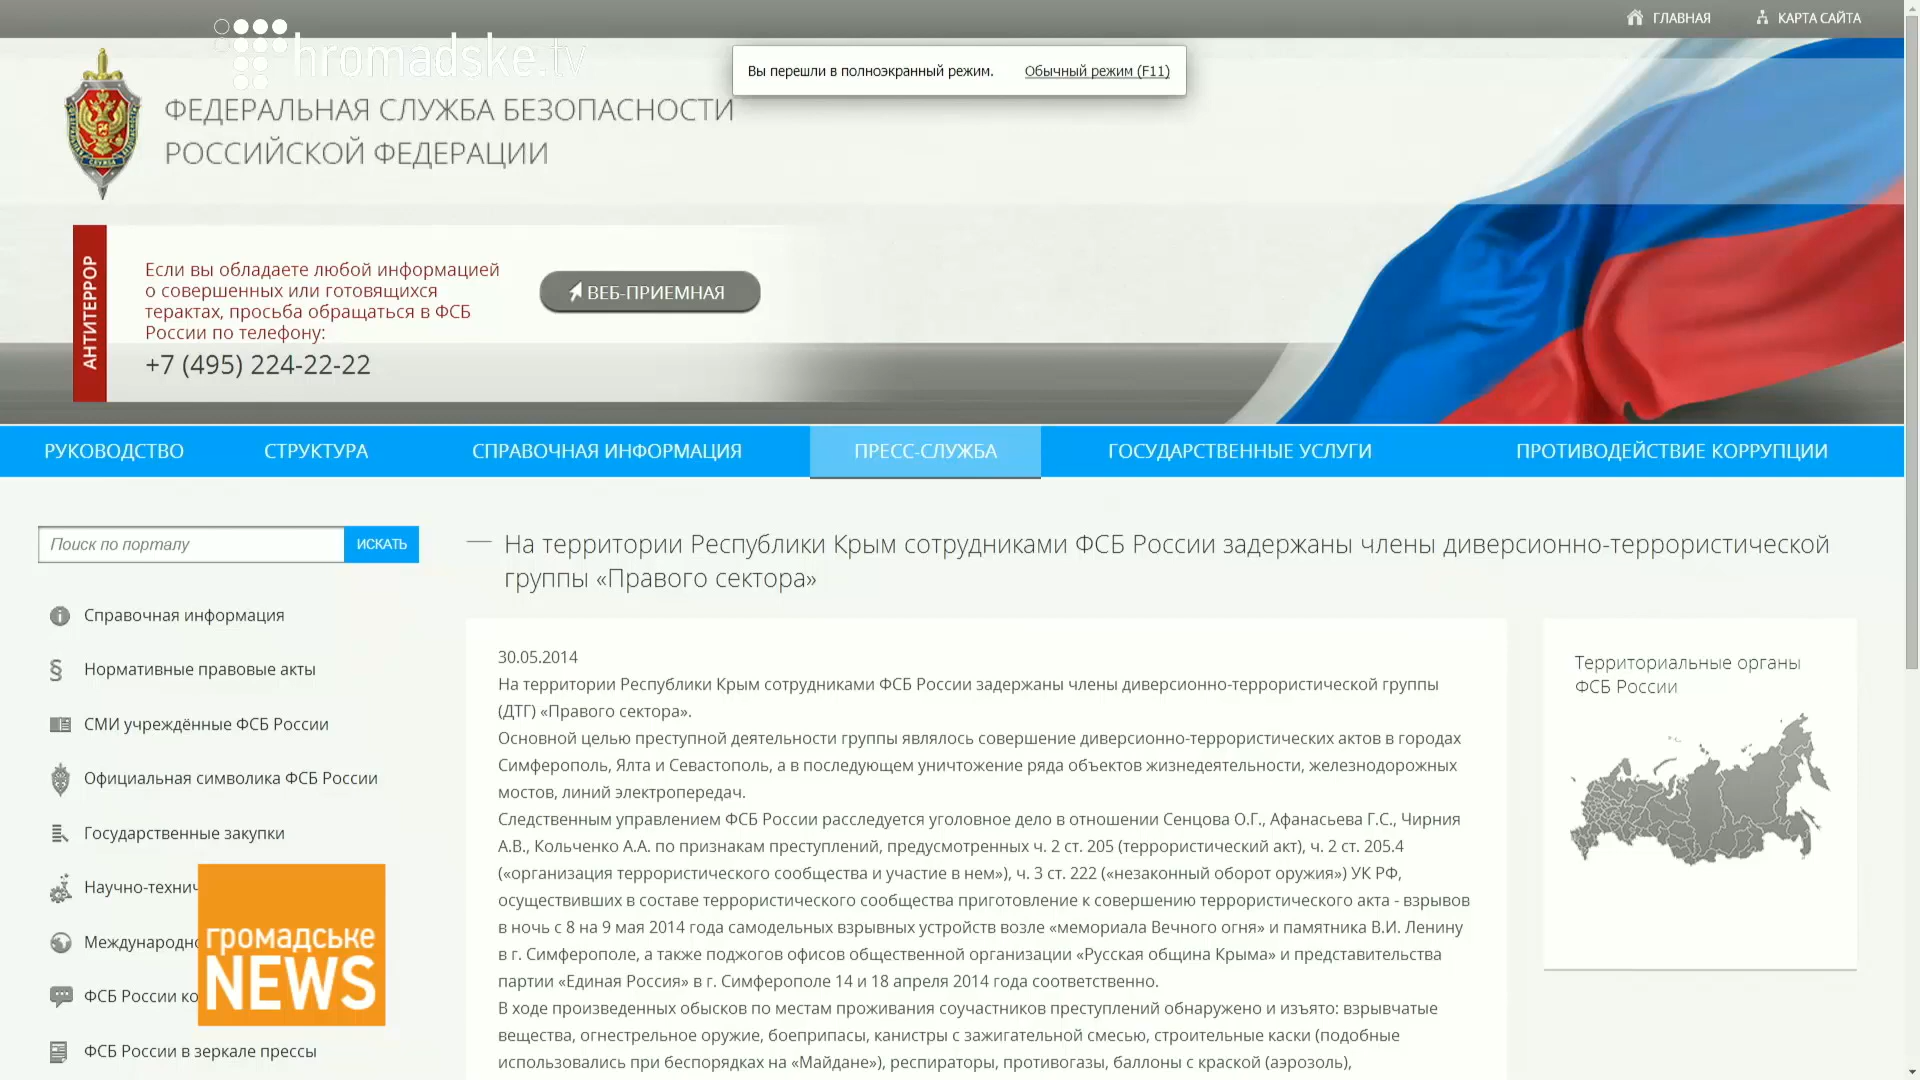 ГЛАВНАЯ
КАРТА САЙТА
hromadske.tv
Вы перешли в полноэкранный режим.
Обычный режим (F11)
ФЕДЕРАЛЬНАЯ СЛУЖБА БЕЗОПАСНОСТИ
РОССИЙСКОЙ ФЕДЕРАЦИИ
АНТИТЕРРОР
Если вы обладаете любой информацией
о совершенных или готовящихся
терактах, просьба обращаться в ФСБ
России по телефону:
+7 (495) 224-22-22
ВЕБ-ПРИЕМНАЯ
РУКОВОДСТВО
СТРУКТУРА
СПРАВОЧНАЯ ИНФОРМАЦИЯ
ПРЕСС-СЛУЖБА
ГОСУДАРСТВЕННЫЕ УСЛУГИ
ПРОТИВОДЕЙСТВИЕ КОРРУПЦИИ
Поиск по порталу
ИСКАТЬ
Справочная информация
Нормативные правовые акты
СМИ учреждённые ФСБ России
Официальная символика ФСБ России
Государственные закупки
Научно-технич
Международно
ФСБ России ко
ФСБ России в зеркале прессы
громадське
NEWS
На территории Республики Крым сотрудниками ФСБ России задержаны члены диверсионно-террористической
группы «Правого сектора»
30.05.2014
На территории Республики Крым сотрудниками ФСБ России задержаны члены диверсионно-террористической группы
(ДТГ) «Правого сектора».
Основной целью преступной деятельности группы являлось совершение диверсионно-террористических актов в городах
Симферополь, Ялта и Севастополь, а в последующем уничтожение ряда объектов жизнедеятельности, железнодорожных
мостов, линий электропередач.
Следственным управлением ФСБ России расследуется уголовное дело в отношении Сенцова О.Г., Афанасьева Г.С., Чирния
А.В., Кольченко А.А. по признакам преступлений, предусмотренных ч. 2 ст. 205 (террористический акт), ч. 2 ст. 205.4
(«организация террористического сообщества и участие в нем»), ч. 3 ст. 222 («незаконный оборот оружия») УК РФ,
осуществивших в составе террористического сообщества приготовление к совершению террористического акта - взрывов
в ночь с 8 на 9 мая 2014 года самодельных взрывных устройств возле «мемориала Вечного огня» и памятника В.И. Ленину
в г. Симферополе, а также поджогов офисов общественной организации «Русская община Крыма» и представительства
партии «Единая Россия» в г. Симферополе 14 и 18 апреля 2014 года соответственно.
В ходе произведенных обысков по местам проживания соучастников преступлений обнаружено и изъято: взрывчатые
вещества, огнестрельное оружие, боеприпасы, канистры с зажигательной смесью, строительные каски (подобные
использовались при беспорядках на «Майдане»), респираторы, противогазы, баллоны с краской (аэрозоль),
Территориальные органы
ФСБ России